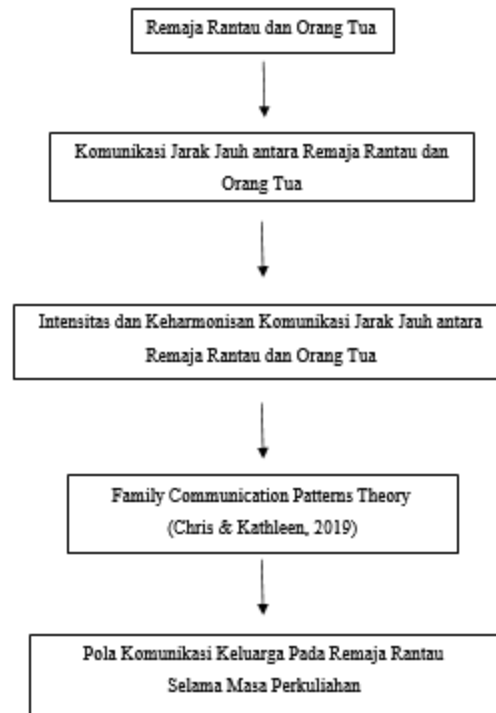 Remaja Rantau dan Orang Tua
Komunikasi Jarak Jauh antara Remaja Rantau dan
Orang Tua
Intensitas dan Keharmonisan Komunikasi Jarak Jauh antara
Remaja Rantau dan Orang Tua
Family Communication Patterns Theory
(Chris & Kathleen, 2019)
Pola Komunikasi Keluarga Pada Remaja Rantau
Selama Masa Perkuliahan